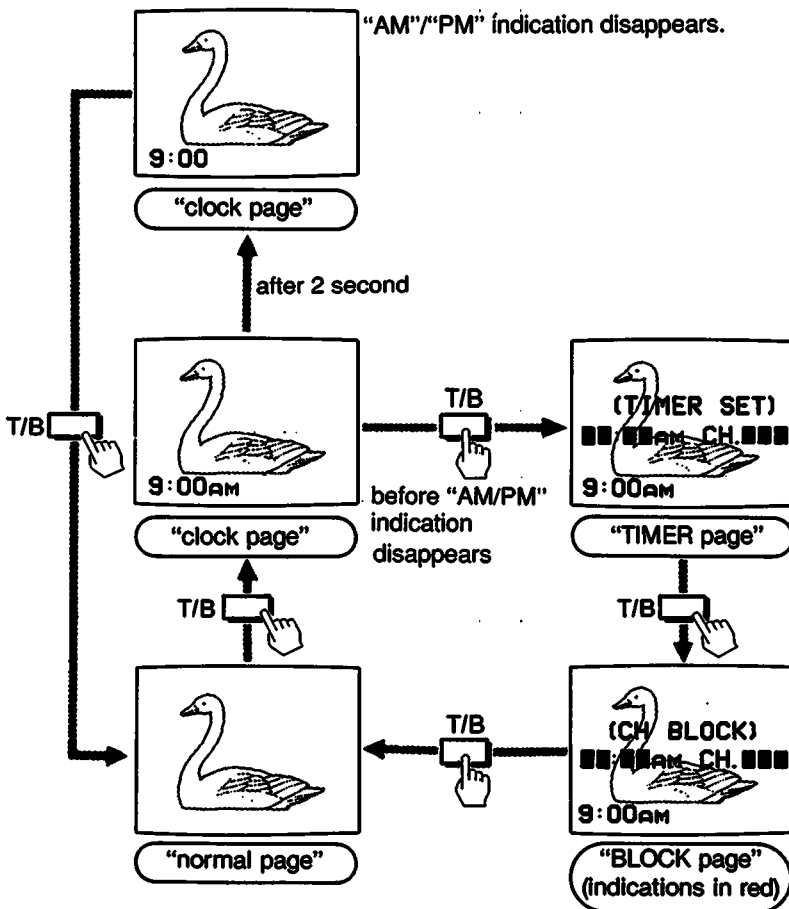 "AM"/"PM" indication disappears.
9:00
"clock page"
after 2 second
T/B
9:00AM
"clock page"
T/B
before "AM/PM"
indication
disappears
(TIMER SET)
██:██AM CH.███
9:00AM
"TIMER page"
T/B
T/B
"normal page"
T/B
(CH BLOCK)
██:██AM CH.███
9:00AM
"BLOCK page"
(indications in red)